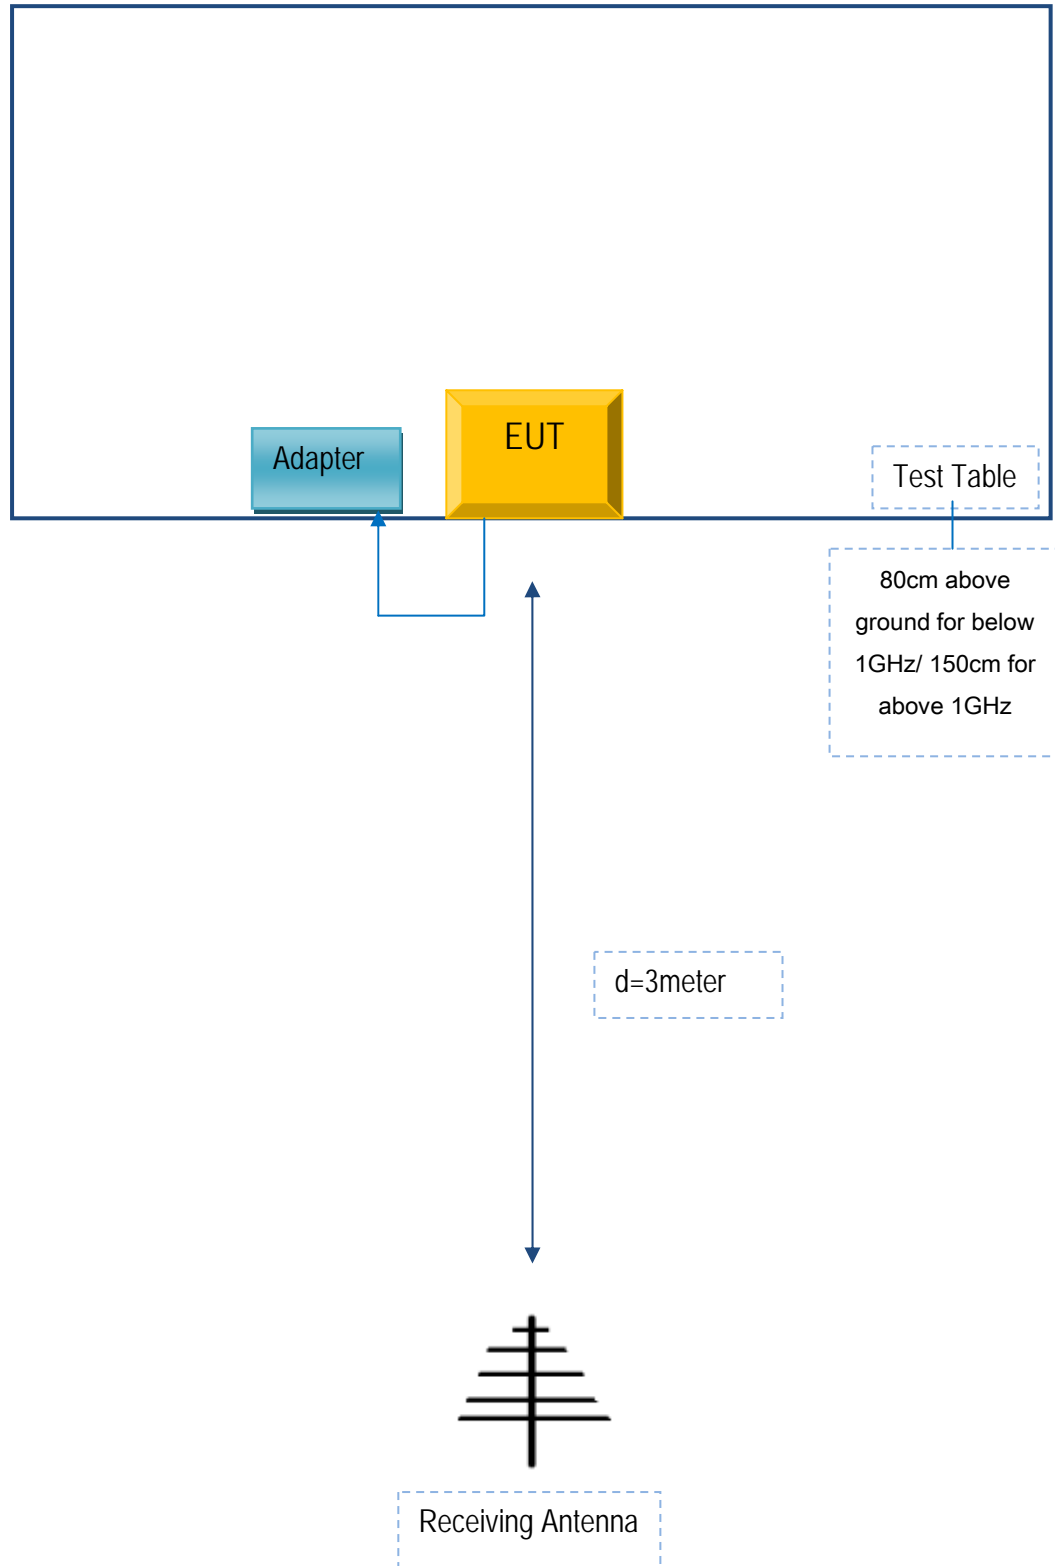 EUT
Adapter
Test Table
80cm above
ground for below
1GHz/ 150cm for
above 1GHz
d=3meter
Receiving Antenna